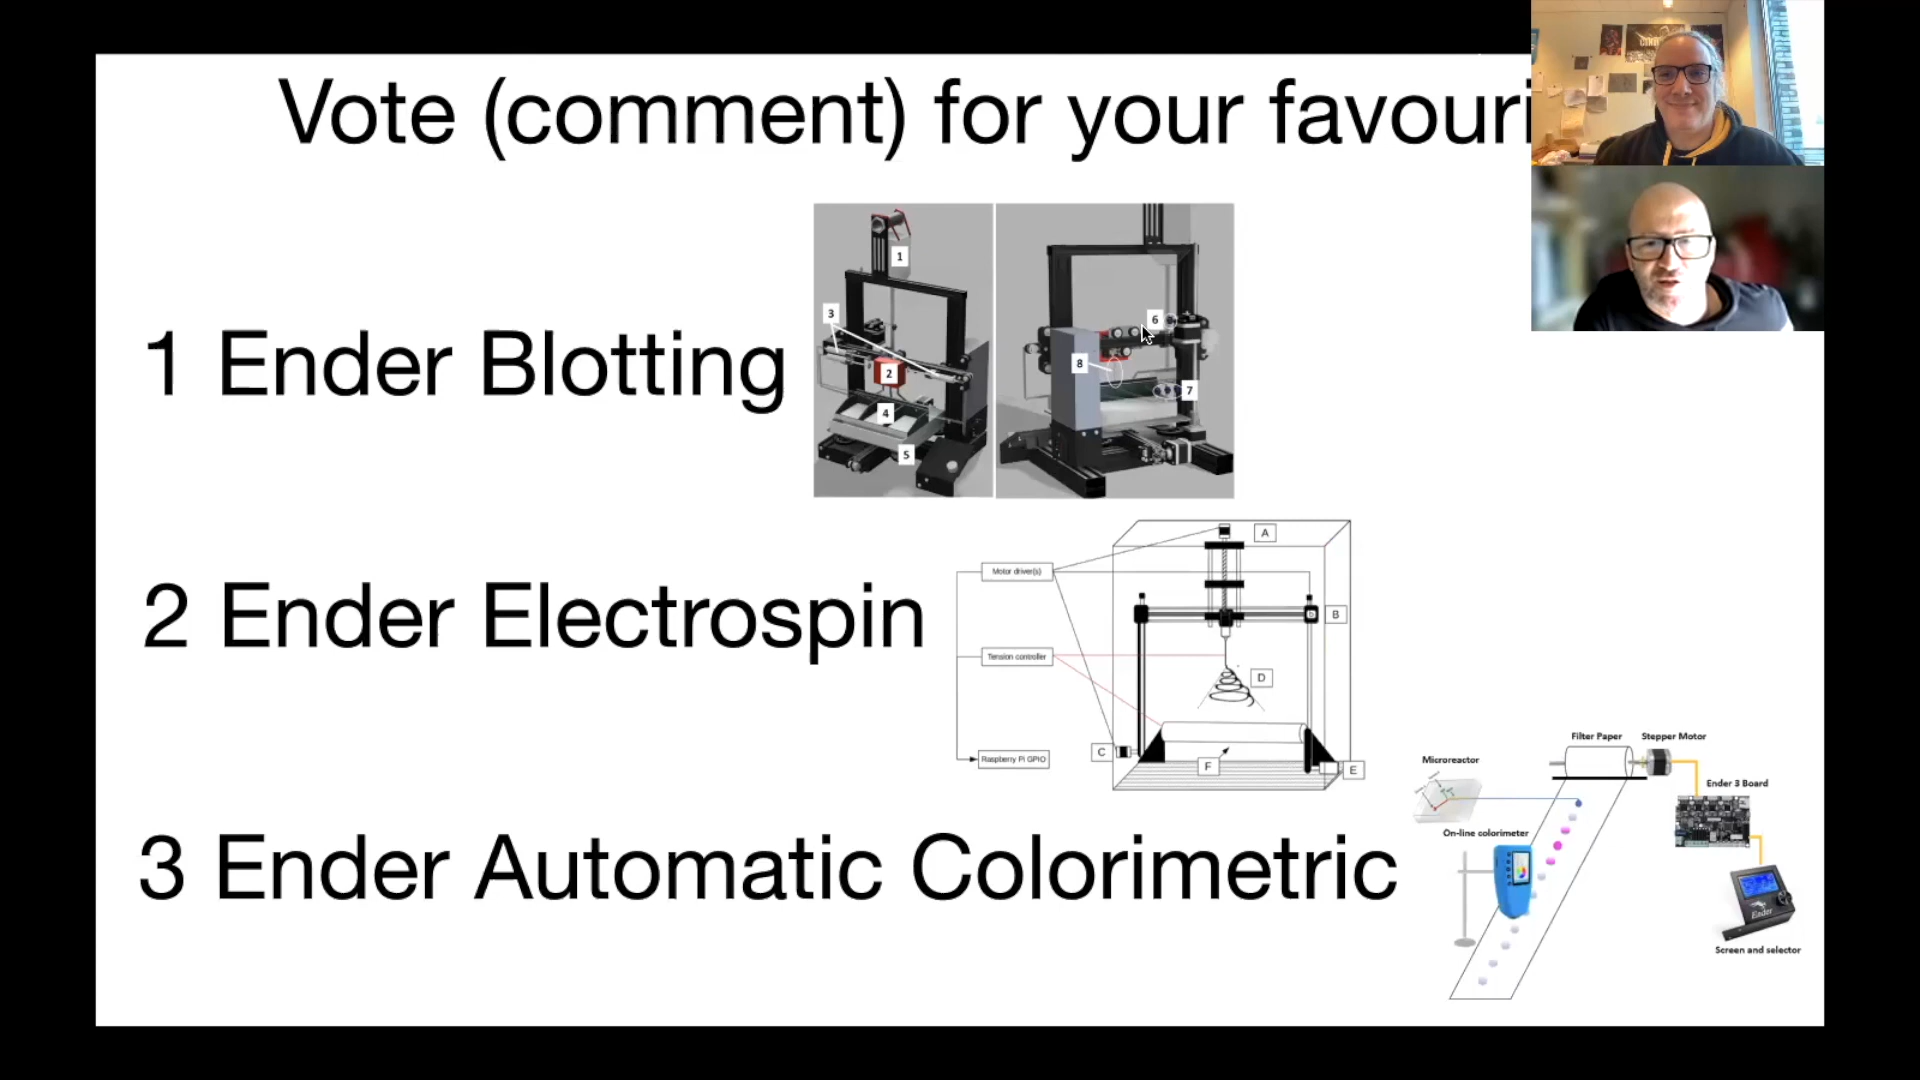 Vote (comment) for your favouri
1
3
2
4
5
6
8
7
1 Ender Blotting
A
Motor driver(s)
B
2 Ender Electrospin
Tension controller
D
C
Raspberry Pi GPIO
F
E
Filter Paper
Stepper Motor
Microreactor
Ender 3 Board
On-line colorimeter
3 Ender Automatic Colorimetric
Ender
Screen and selector